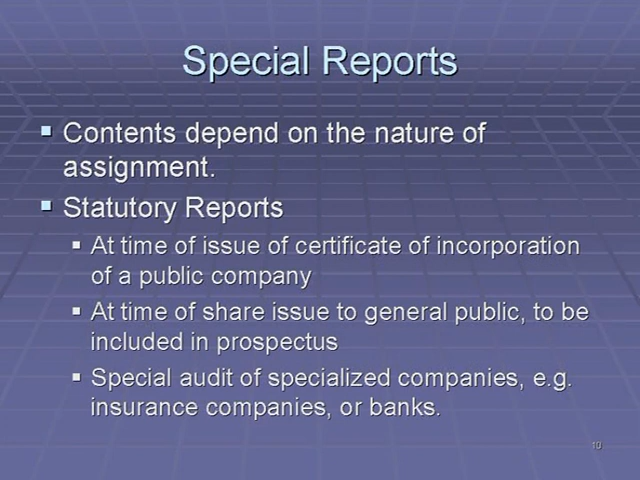 Special Reports
Contents depend on the nature of
assignment.
Statutory Reports
At time of issue of certificate of incorporation
of a public company
At time of share issue to general public, to be
included in prospectus
Special audit of specialized companies, e.g.
insurance companies, or banks.
10